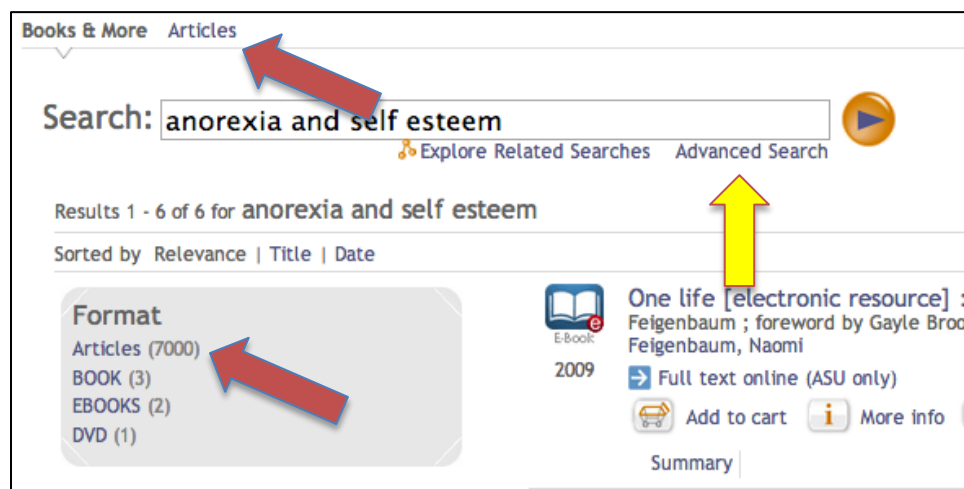 Books & More Articles
Search: anorexia and self esteem
Explore Related Searches Advanced Search
Results 1 - 6 of 6 for anorexia and self esteem
Sorted by Relevance | Title | Date
Format
Articles (7000)
BOOK (3)
EBOOKS (2)
DVD (1)
E-Book
2009
One life [electronic resource] :
Feigenbaum ; foreword by Gayle
Feigenbaum, Naomi
Full text online (ASU only)
Add to cart More info
Summary